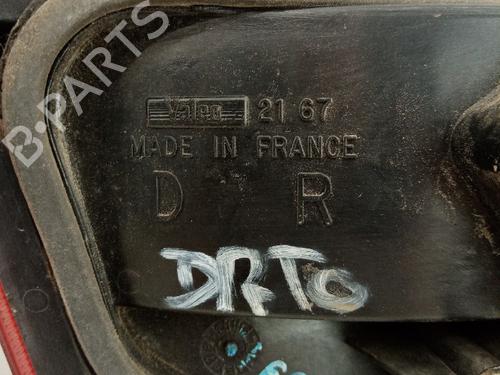 B-PARTS
Valeo 21 67
MADE IN FRANCE
D R
DRTO